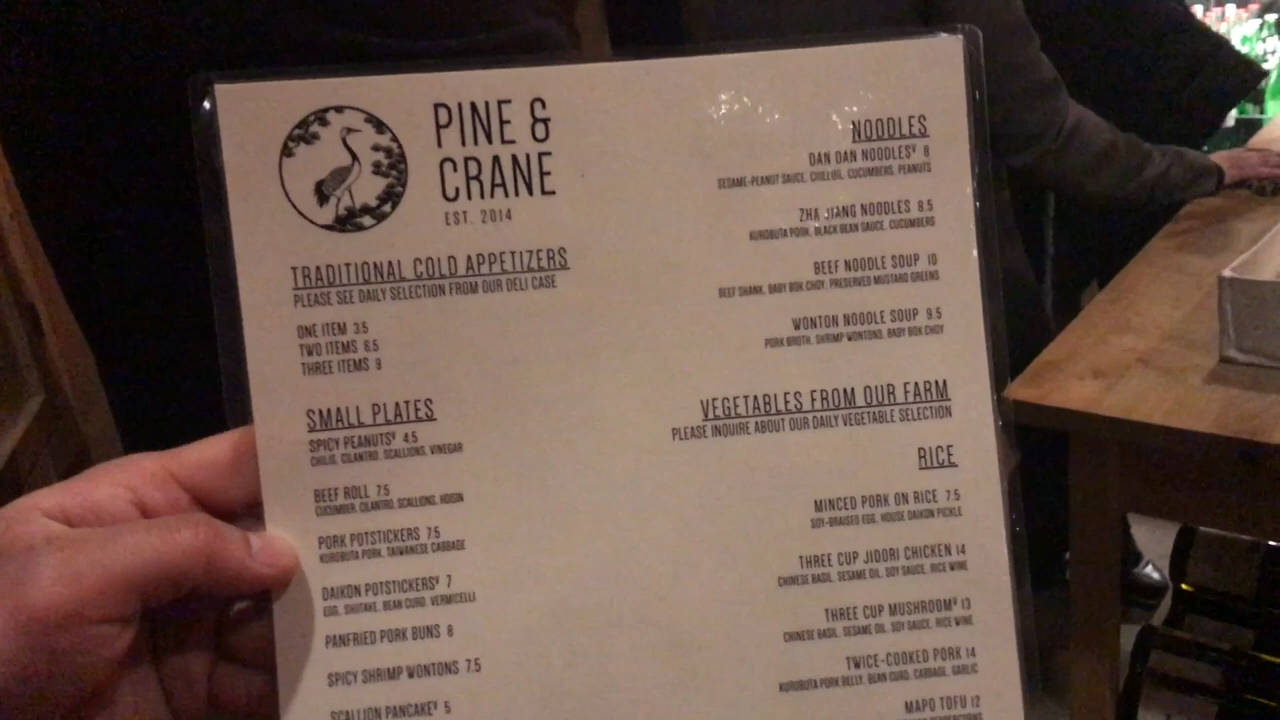 PINE &
CRANE
EST. 2014
TRADITIONAL COLD APPETIZERS
PLEASE SEE DAILY SELECTION FROM OUR DELI CASE
ONE ITEM 3.5
TWO ITEMS 6.5
THREE ITEMS 9
SMALL PLATES
SPICY PEANUTSᵛ 4.5
CHILIS, CILANTRO, SCALLIONS, VINEGAR
BEEF ROLL 7.5
CUCUMBER, CILANTRO, SCALLIONS, HOISIN
PORK POTSTICKERS 7.5
KUROBUTA PORK, TAIWANESE CABBAGE
DAIKON POTSTICKERSᵛ 7
EGG, SHIITAKE, BEAN CURD, VERMICELLI
PANFRIED PORK BUNS 8
SPICY SHRIMP WONTONS 7.5
SCALLION PANCAKEᵛ 5
NOODLES
DAN DAN NOODLESᵛ 8
SESAME-PEANUT SAUCE, CHILI OIL, CUCUMBERS, PEANUTS
ZHA JIANG NOODLES 8.5
KUROBUTA PORK, BLACK BEAN SAUCE, CUCUMBERS
BEEF NOODLE SOUP 10
BEEF SHANK, BABY BOK CHOY, PRESERVED MUSTARD GREENS
WONTON NOODLE SOUP 9.5
PORK BROTH, SHRIMP WONTONS, BABY BOK CHOY
VEGETABLES FROM OUR FARM
PLEASE INQUIRE ABOUT OUR DAILY VEGETABLE SELECTION
RICE
MINCED PORK ON RICE 7.5
SOY-BRAISED EGG, HOUSE DAIKON PICKLE
THREE CUP JIDORI CHICKEN 14
CHINESE BASIL, SESAME OIL, SOY SAUCE, RICE WINE
THREE CUP MUSHROOMᵛ 13
CHINESE BASIL, SESAME OIL, SOY SAUCE, RICE WINE
TWICE-COOKED PORK 14
KUROBUTA PORK BELLY, BEAN CURD, CABBAGE, GARLIC
MAPO TOFU 12